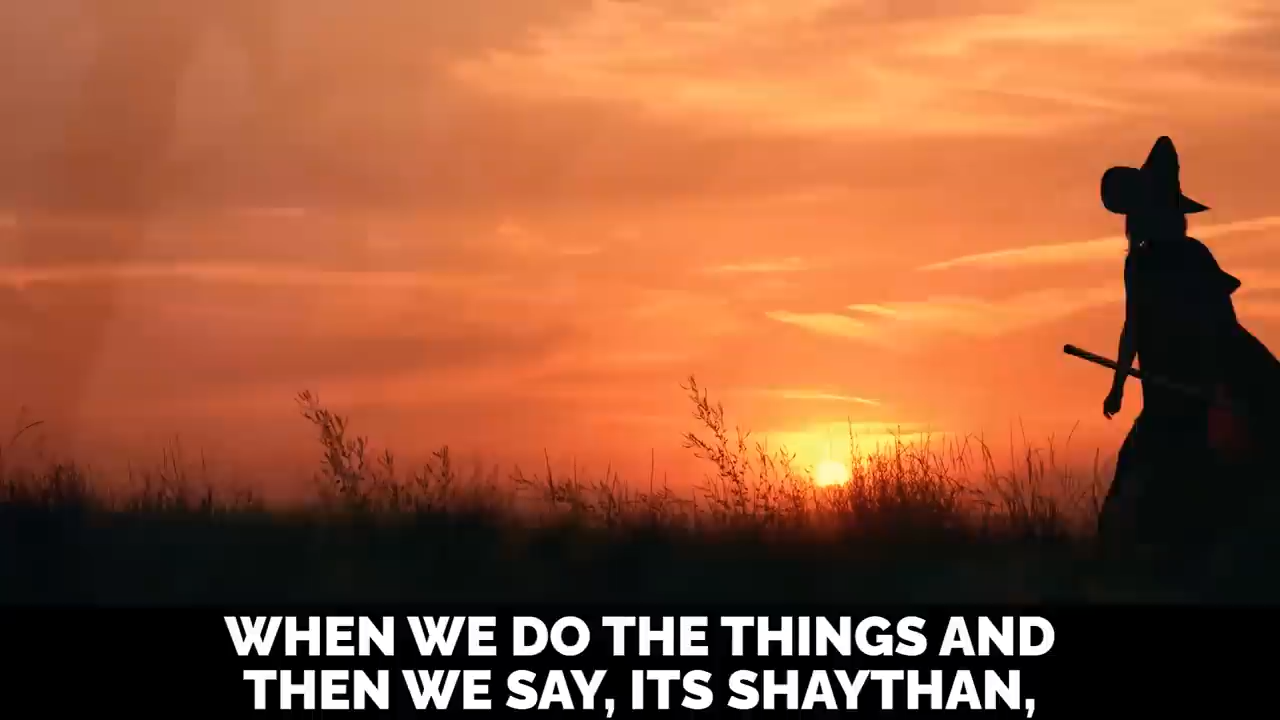 WHEN WE DO THE THINGS AND
THEN WE SAY, ITS SHAYTHAN,